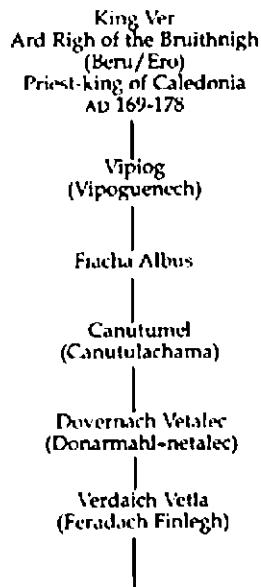 King Ver
Ard Righ of the Bruithnigh
(Beru/Ero)
Priest-king of Caledonia
AD 169-178
Vipiog
(Vipoguenech)
Fiacha Albus
Canutumel
(Canutulachama)
Dovernach Vetalec
(Donarmahl-netalec)
Verdaich Vetla
(Feradach Finlegh)